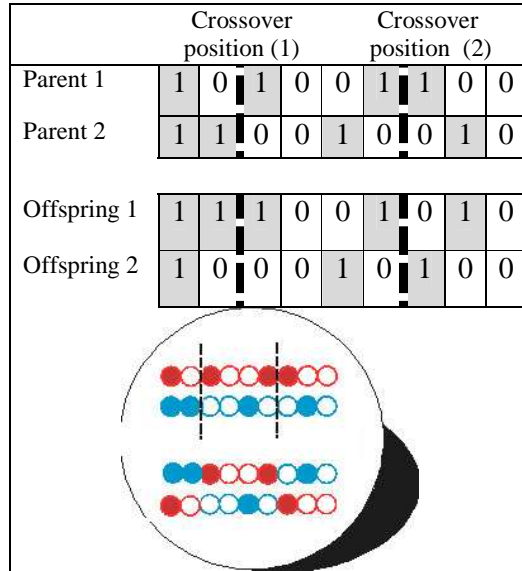 Crossover Crossover
position (1) position (2)
Parent 1 1 0 1 0 0 1 1 0 0
Parent 2 1 1 0 0 1 0 0 1 0
Offspring 1 1 1 1 0 0 1 0 1 0
Offspring 2 1 0 0 0 1 0 1 0 0